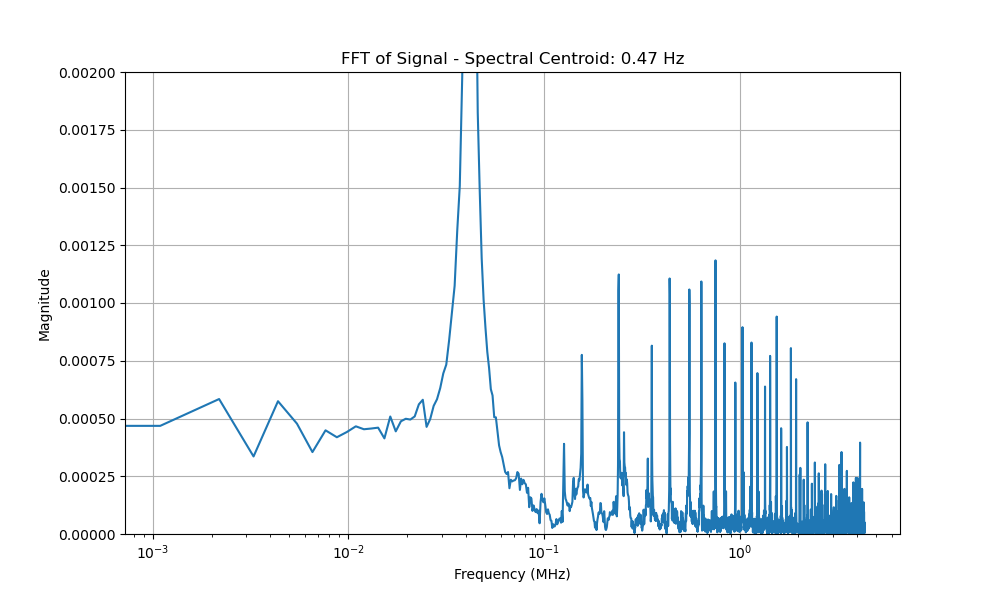 FFT of Signal - Spectral Centroid: 0.47 Hz
0.00200
0.00175
0.00150
0.00125
0.00100
0.00075
0.00050
0.00025
0.00000
Magnitude
10⁻³ 10⁻² 10⁻¹ 10⁰
Frequency (MHz)